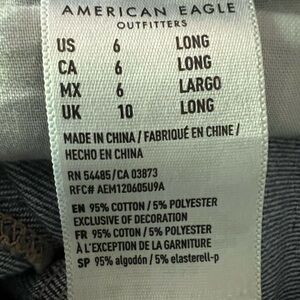 AMERICAN EAGLE
OUTFITTERS
US 6 LONG
CA 6 LONG
MX 6 LARGO
UK 10 LONG
MADE IN CHINA / FABRIQUÉ EN CHINE /
HECHO EN CHINA
RN 54485/CA 03873
RFC# AEM120605U9A
EN 95% COTTON / 5% POLYESTER
EXCLUSIVE OF DECORATION
FR 95% COTTON / 5% POLYESTER
À L'EXCEPTION DE LA GARNITURE
SP 95% algodón / 5% elasterell-p